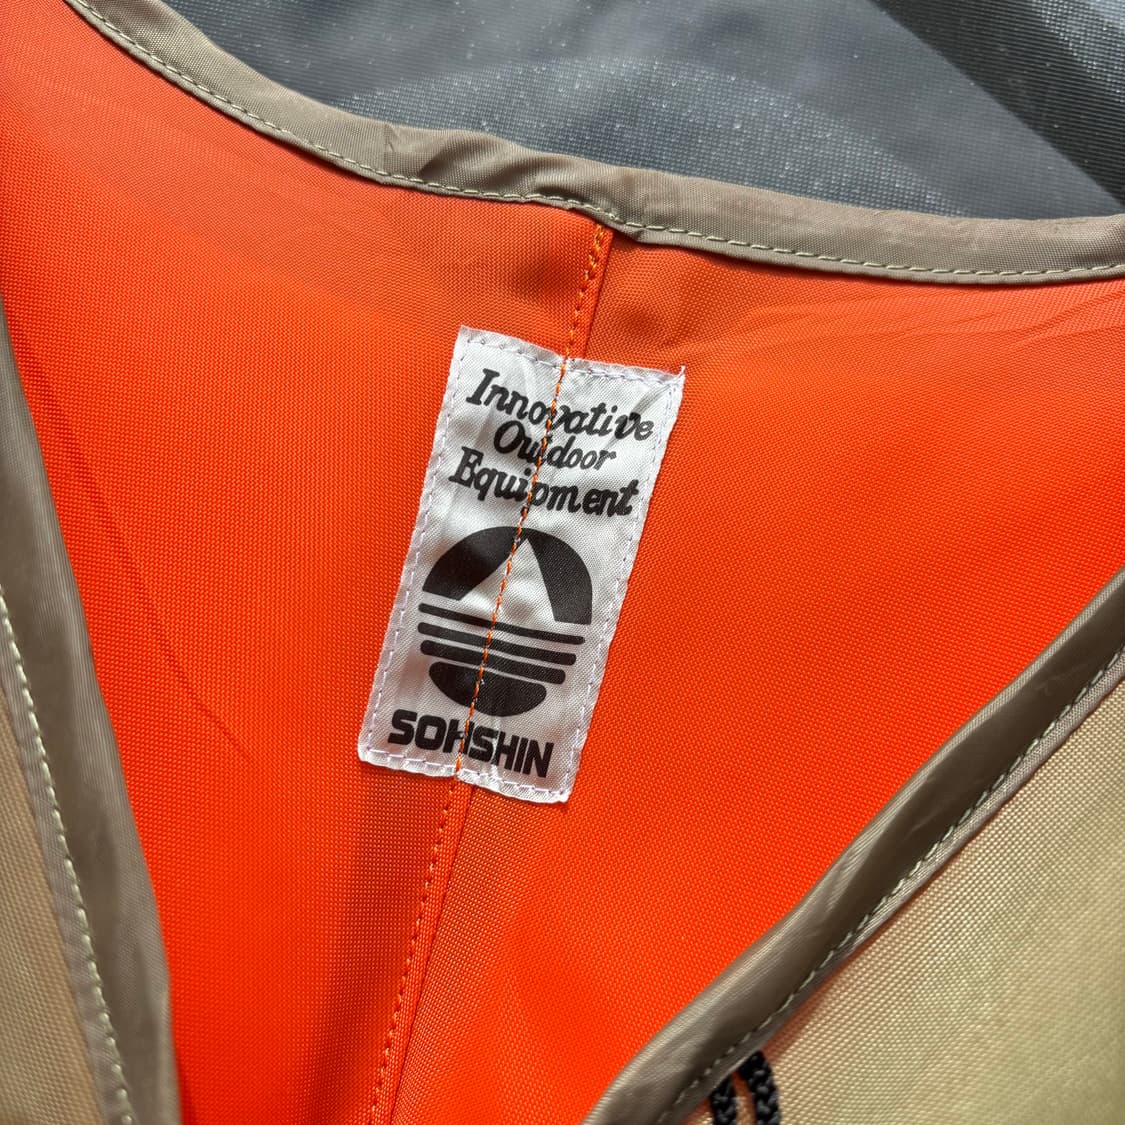 Innovative
Outdoor
Equipment
SOHSHIN